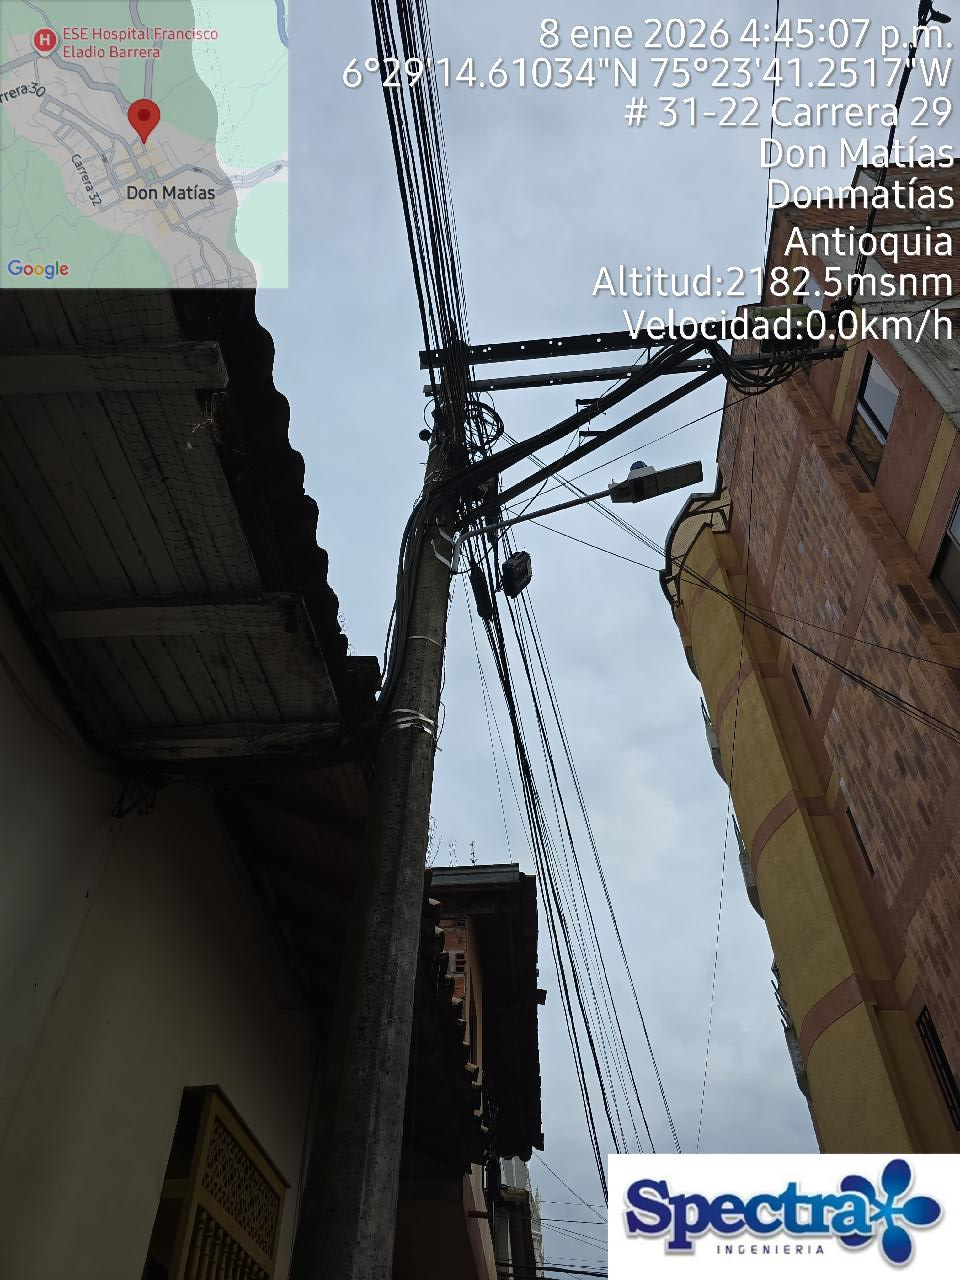 ESE Hospital Francisco
Eladio Barrera
H
rrera 30
Carrera 32
Don Matías
Google
8 ene 2026 4:45:07 p.m.
6°29'14.61034"N 75°23'41.2517"W
# 31-22 Carrera 29
Don Matías
Donmatías
Antioquia
Altitud:2182.5msnm
Velocidad:0.0km/h
Spectra
INGENIERIA